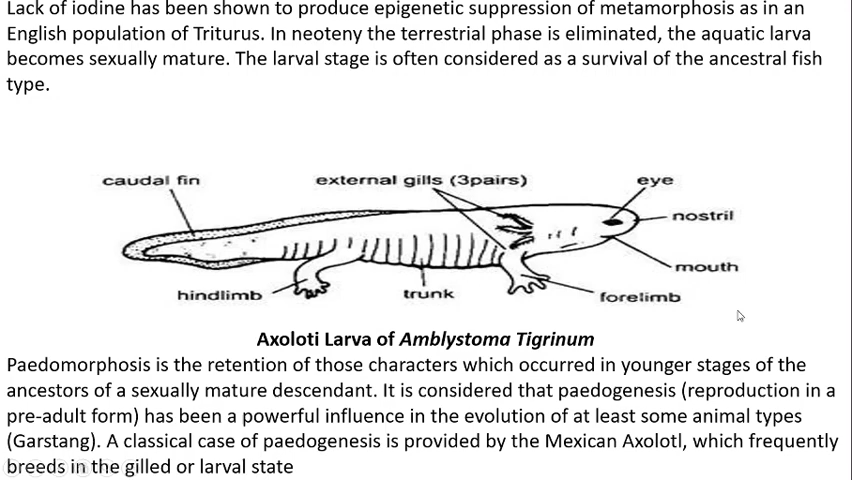 Lack of iodine has been shown to produce epigenetic suppression of metamorphosis as in an
English population of Triturus. In neoteny the terrestrial phase is eliminated, the aquatic larva
becomes sexually mature. The larval stage is often considered as a survival of the ancestral fish
type.
caudal fin
external gills (3pairs)
eye
nostril
mouth
hindlimb
trunk
forelimb
Axoloti Larva of Amblystoma Tigrinum
Paedomorphosis is the retention of those characters which occurred in younger stages of the
ancestors of a sexually mature descendant. It is considered that paedogenesis (reproduction in a
pre-adult form) has been a powerful influence in the evolution of at least some animal types
(Garstang). A classical case of paedogenesis is provided by the Mexican Axolotl, which frequently
breeds in the gilled or larval state